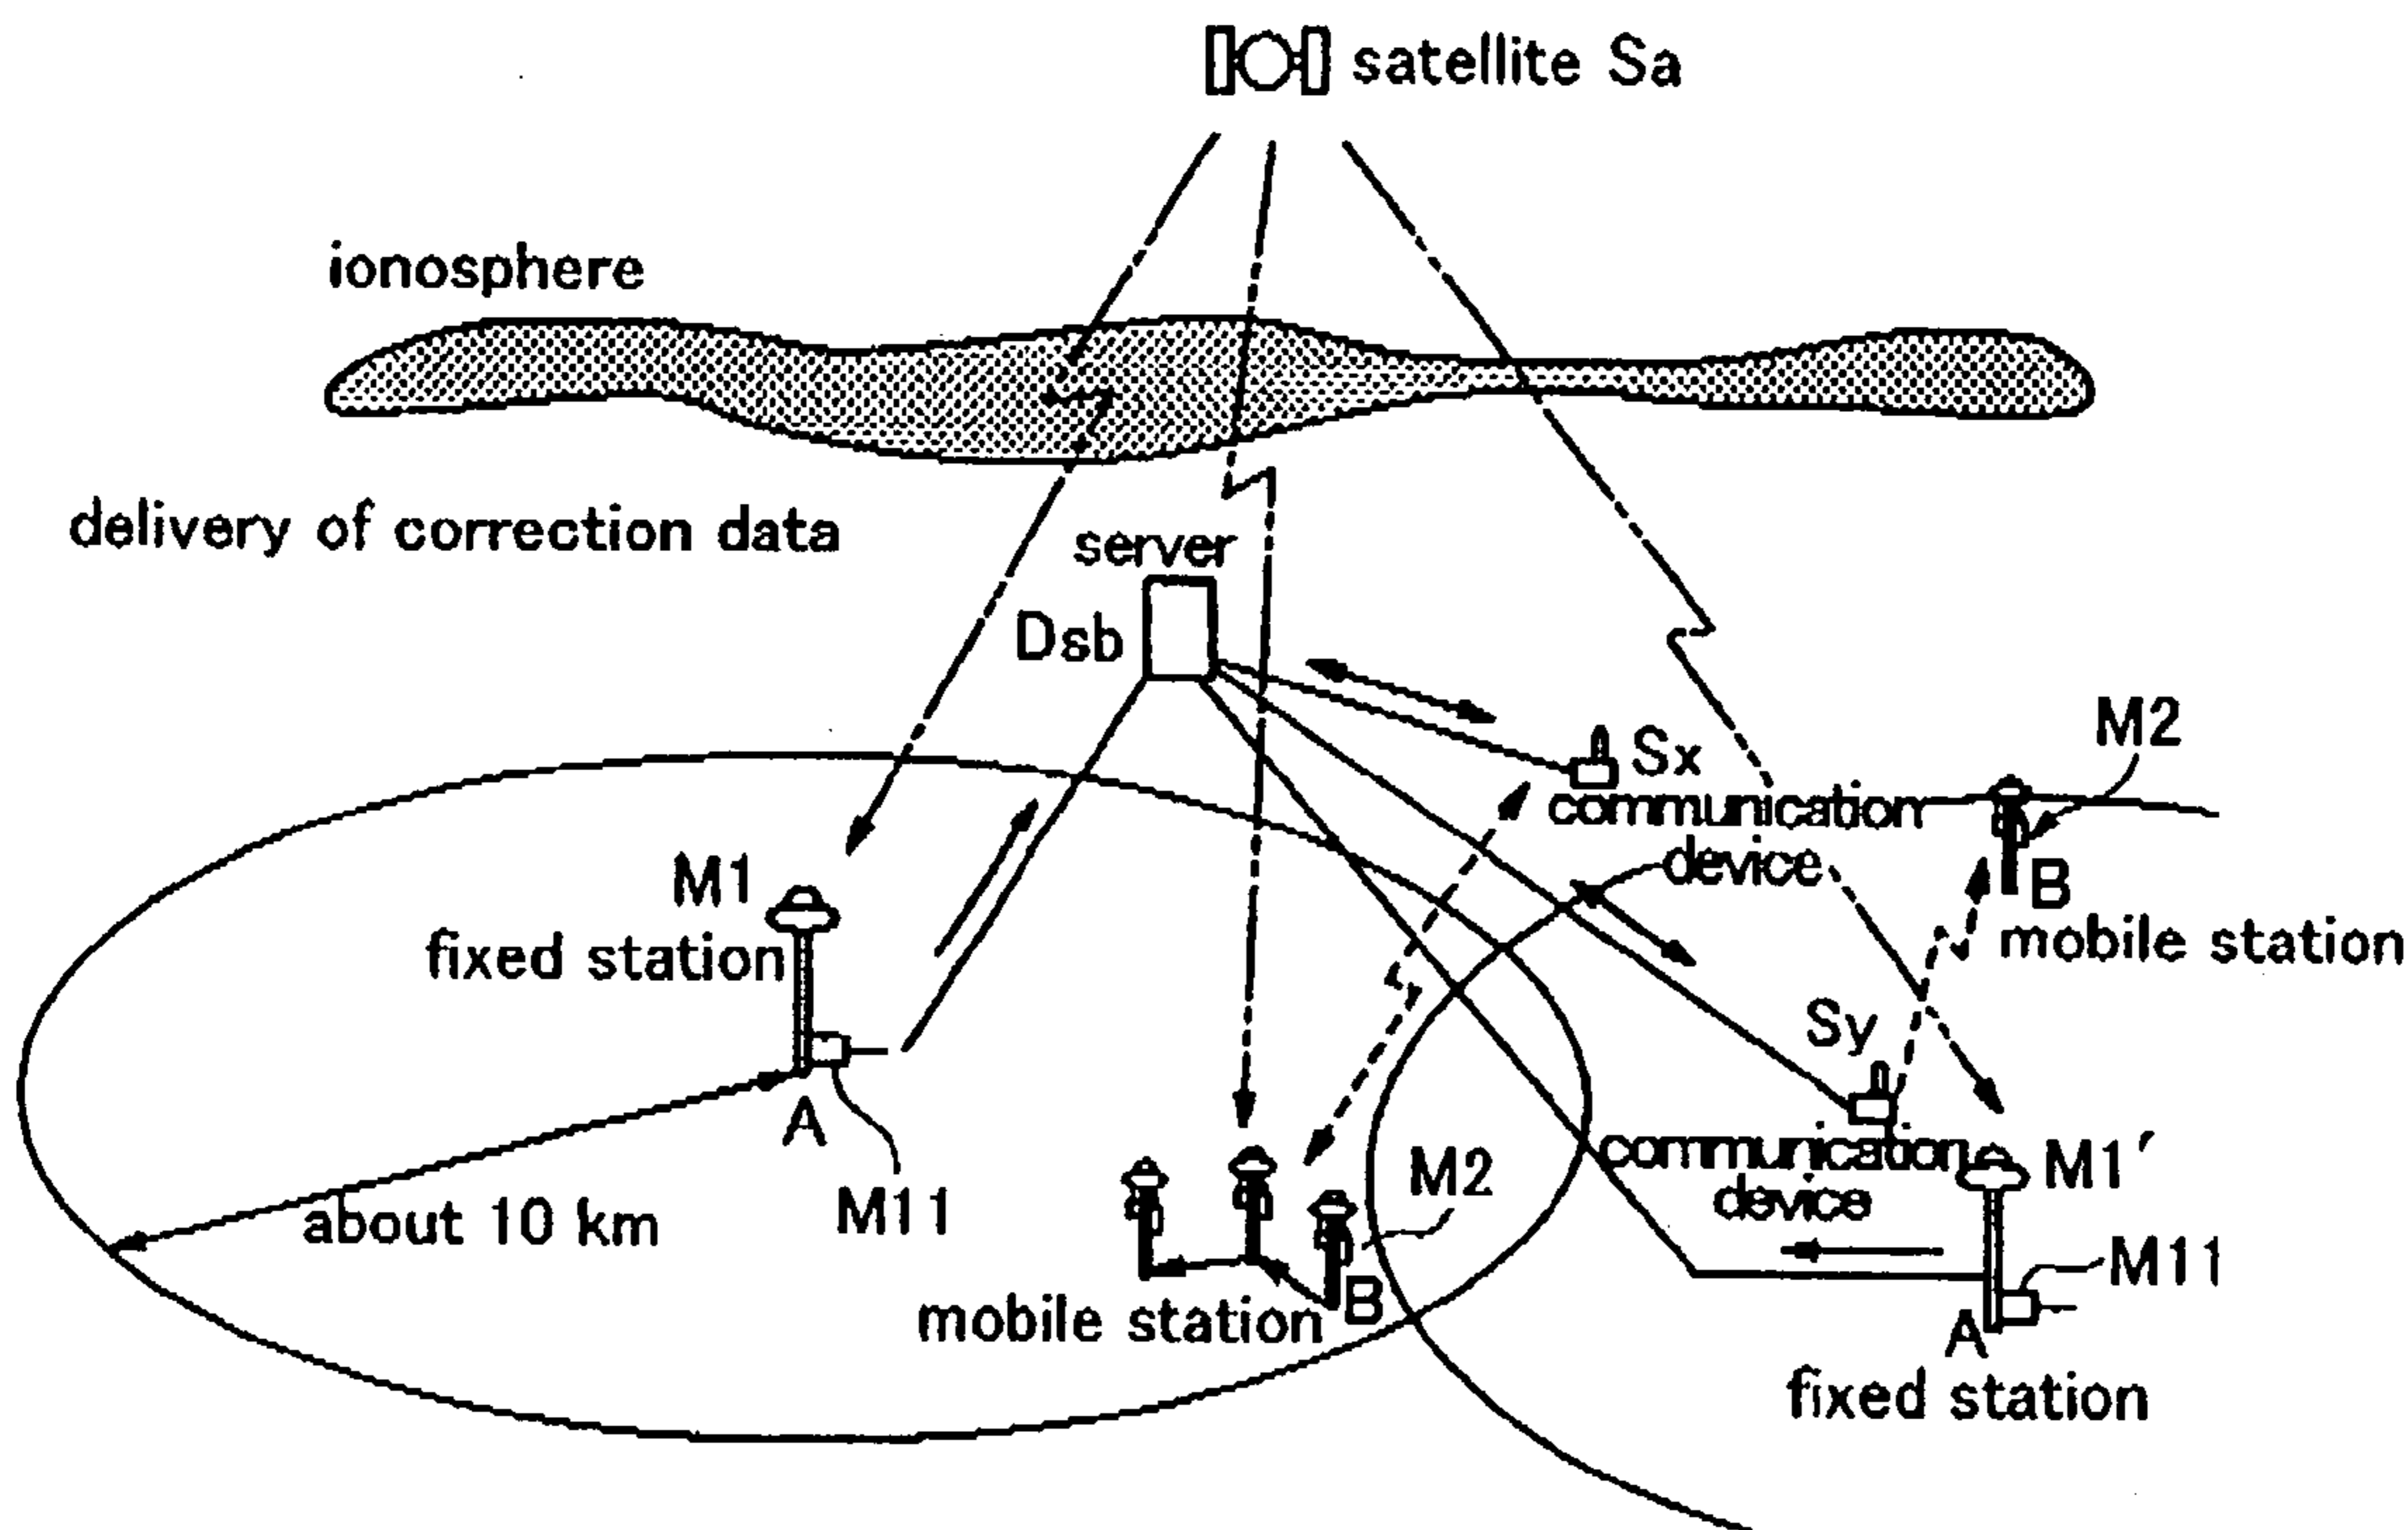 satellite Sa
ionosphere
delivery of correction data
server
Dsb
Sx
communication
device
M2
B
mobile station
M1
fixed station
A
M11
about 10 km
Sy
communication
device
M1′
M11
A
fixed station
M2
B
mobile station